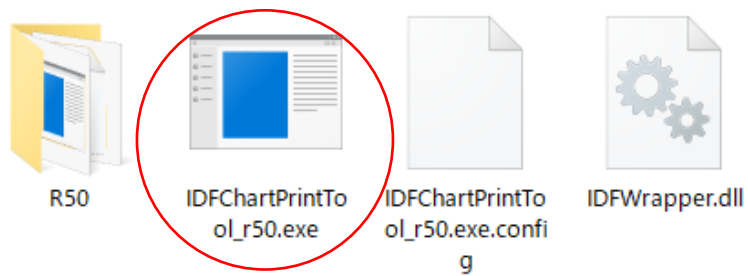 R50
IDFChartPrintTo
ol_r50.exe
IDFChartPrintTo
ol_r50.exe.confi
g
IDFWrapper.dll